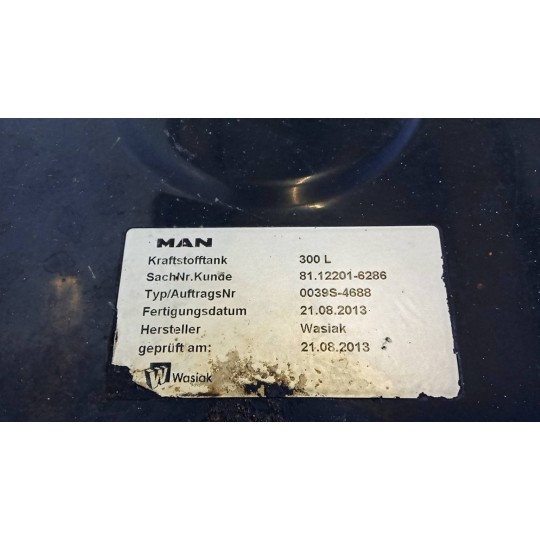 MAN
Kraftstofftank 300 L
SachNr.Kunde 81.12201-6286
Typ/AuftragsNr 0039S-4688
Fertigungsdatum 21.08.2013
Hersteller Wasiak
geprüft am: 21.08.2013
W Wasiak